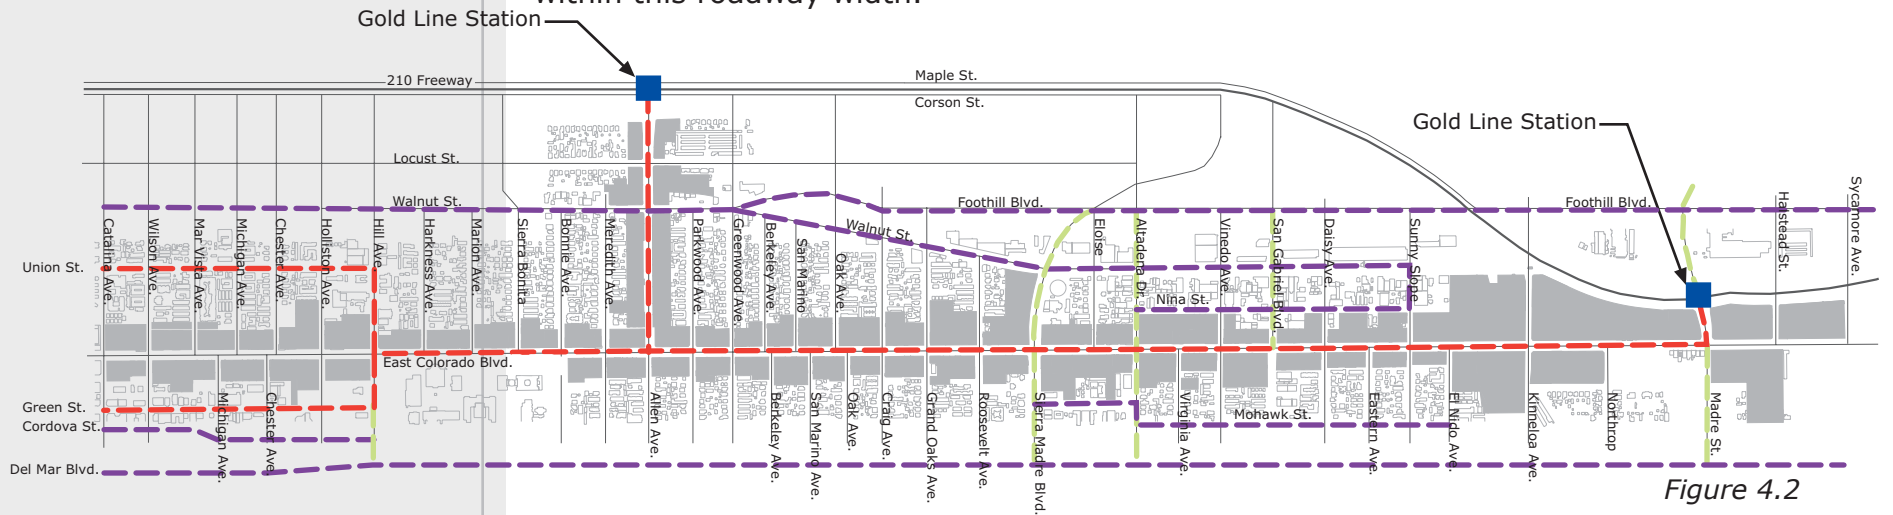 within this roadway width.
Gold Line Station
210 Freeway
Maple St.
Corson St.
Gold Line Station
Locust St.
Walnut St.
Foothill Blvd.
Foothill Blvd.
Walnut St.
Catalina Ave.
Wilson Ave.
Mar Vista Ave.
Michigan Ave.
Chester Ave.
Holliston Ave.
Hill Ave.
Harkness Ave.
Marion Ave.
Sierra Bonita
Bonnie Ave.
Meredith Ave.
Parkwood Ave.
Greenwood Ave.
Berkeley Ave.
San Marino
Oak Ave.
Eloise
Altadena Dr.
Vinedo Ave.
San Gabriel Blvd.
Daisy Ave.
Sunny Slope
Halstead St.
Sycamore Ave.
Union St.
Nina St.
East Colorado Blvd.
Green St.
Cordova St.
Michigan Ave.
Chester Ave.
Allen Ave.
Berkeley Ave.
San Marino Ave.
Oak Ave.
Craig Ave.
Grand Oaks Ave.
Roosevelt Ave.
Sierra Madre Blvd.
Virginia Ave.
Mohawk St.
Eastern Ave.
El Nido Ave.
Kinneloa Ave.
Northrop
Madre St.
Del Mar Blvd.
Figure 4.2